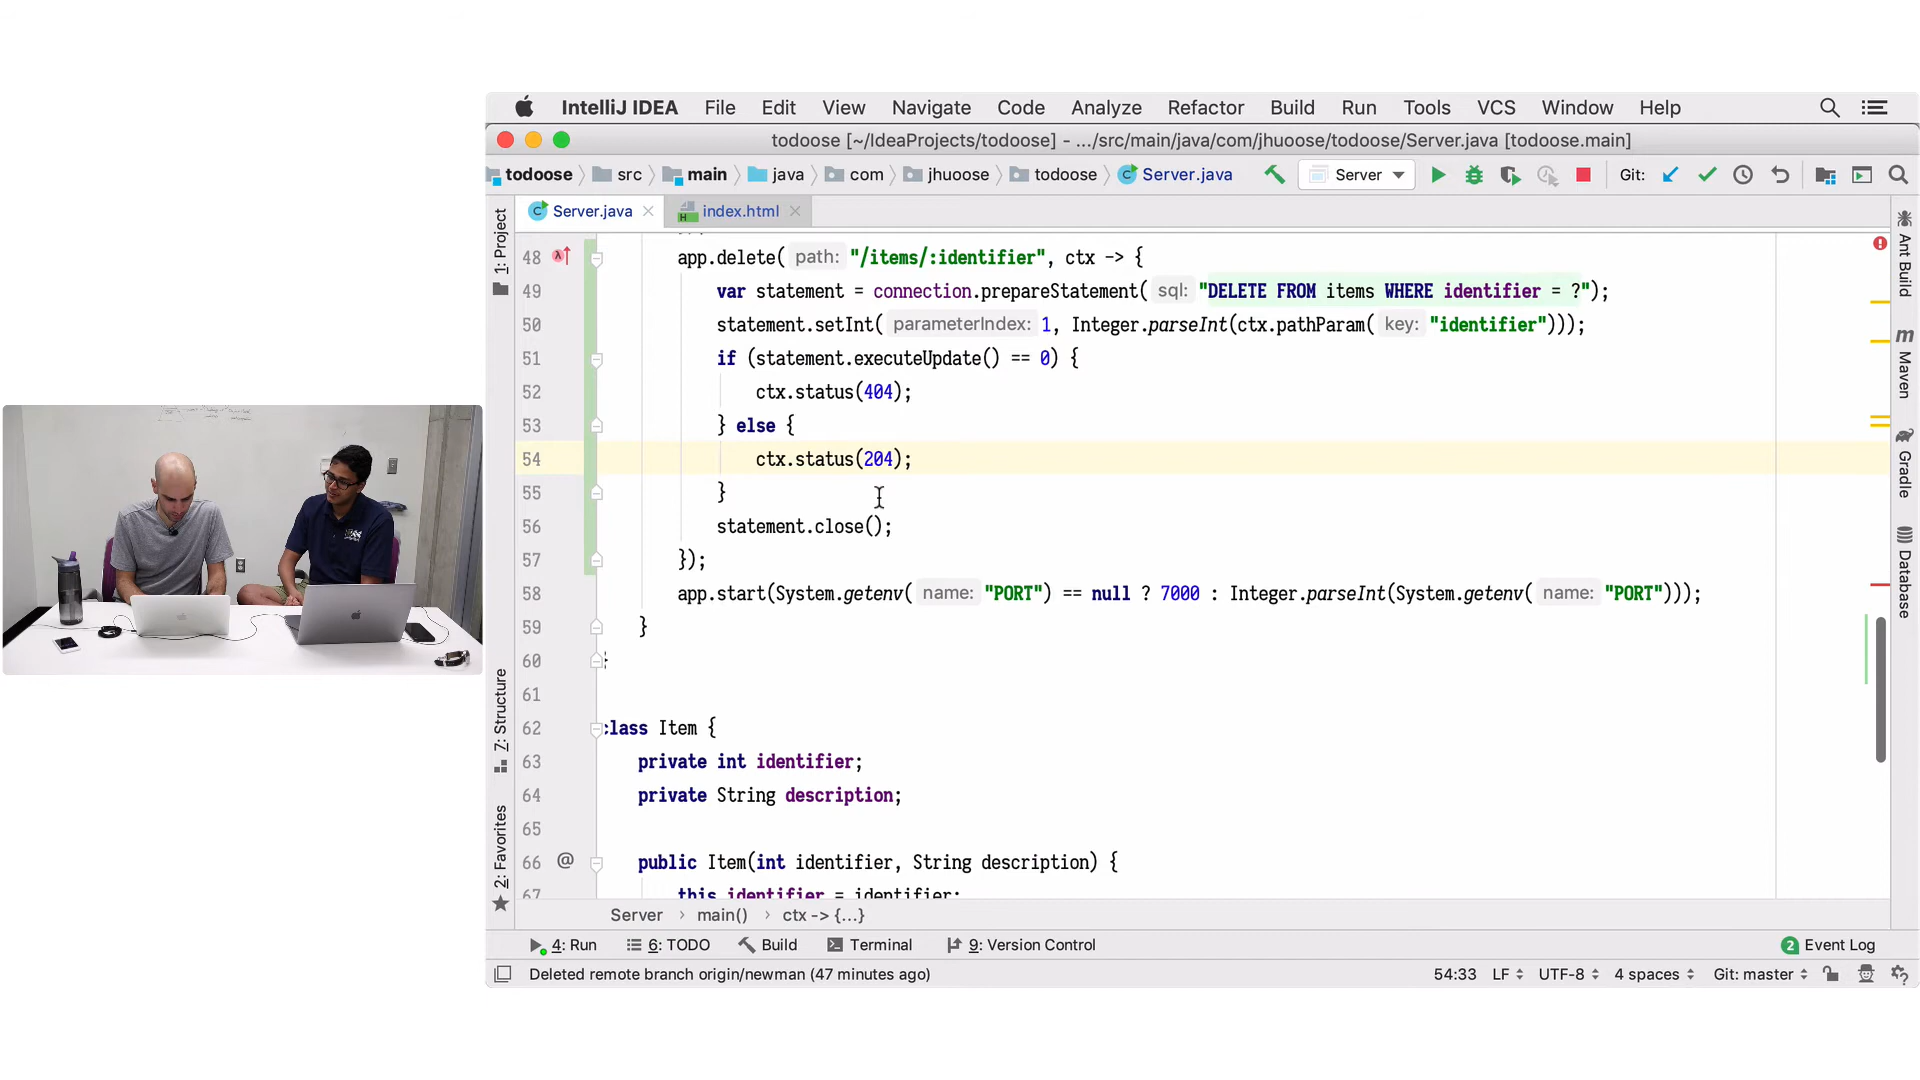 IntelliJ IDEA File Edit View Navigate Code Analyze Refactor Build Run Tools VCS Window Help
todoose [~/IdeaProjects/todoose] - .../src/main/java/com/jhuoose/todoose/Server.java [todoose.main]
todoose src main java com jhuoose todoose Server.java Server Git:
Server.java index.html
1: Project
7: Structure
2: Favorites
48 app.delete( path: "/items/:identifier", ctx -> {
49 var statement = connection.prepareStatement( sql: "DELETE FROM items WHERE identifier = ?");
50 statement.setInt( parameterIndex: 1, Integer.parseInt(ctx.pathParam( key: "identifier")));
51 if (statement.executeUpdate() == 0) {
52 ctx.status(404);
53 } else {
54 ctx.status(204);
55 }
56 statement.close();
57 });
58 app.start(System.getenv( name: "PORT") == null ? 7000 : Integer.parseInt(System.getenv( name: "PORT")));
59 }
60 }
61
62 class Item {
63 private int identifier;
64 private String description;
65
66 @ public Item(int identifier, String description) {
67 this.identifier = identifier;
Ant Build
Maven
Gradle
Database
Server › main() › ctx -> {...}
4: Run 6: TODO Build Terminal 9: Version Control 2 Event Log
Deleted remote branch origin/newman (47 minutes ago) 54:33 LF UTF-8 4 spaces Git: master